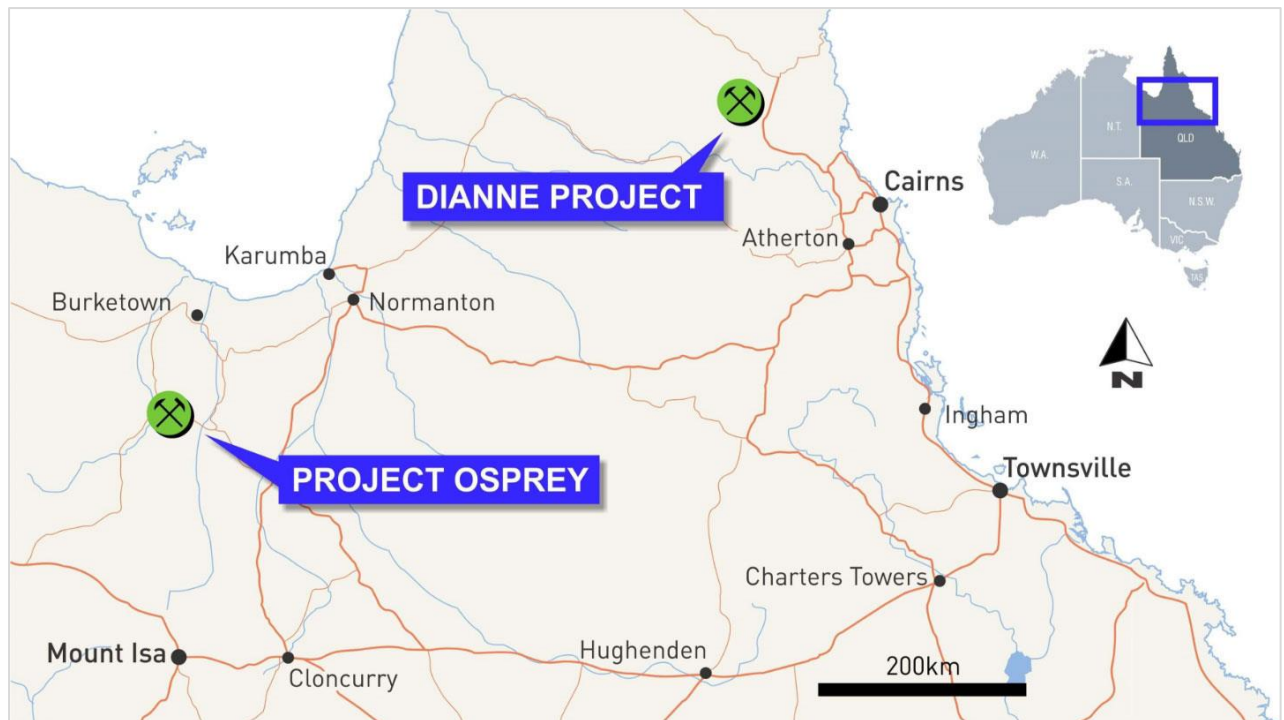 DIANNE PROJECT
Cairns
Atherton
Karumba
Burketown
Normanton
Ingham
PROJECT OSPREY
Townsville
Charters Towers
Mount Isa
Cloncurry
Hughenden
200km
N.T.
QLD
W.A.
S.A.
N.S.W.
VIC
TAS
N